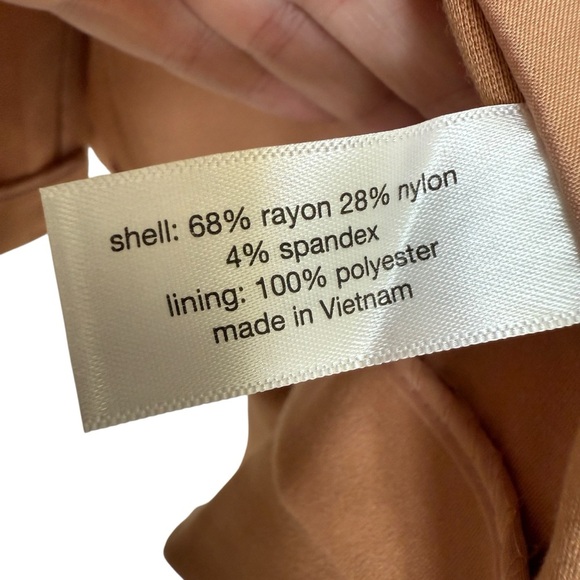 shell: 68% rayon 28% nylon
4% spandex
lining: 100% polyester
made in Vietnam